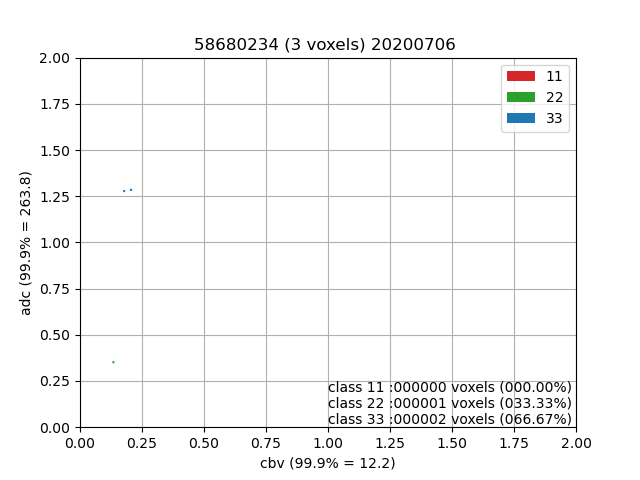 58680234 (3 voxels) 20200706
2.00
1.75
1.50
1.25
1.00
0.75
0.50
0.25
0.00
adc (99.9% = 263.8)
11
22
33
class 11 :000000 voxels (000.00%)
class 22 :000001 voxels (033.33%)
class 33 :000002 voxels (066.67%)
0.00 0.25 0.50 0.75 1.00 1.25 1.50 1.75 2.00
cbv (99.9% = 12.2)